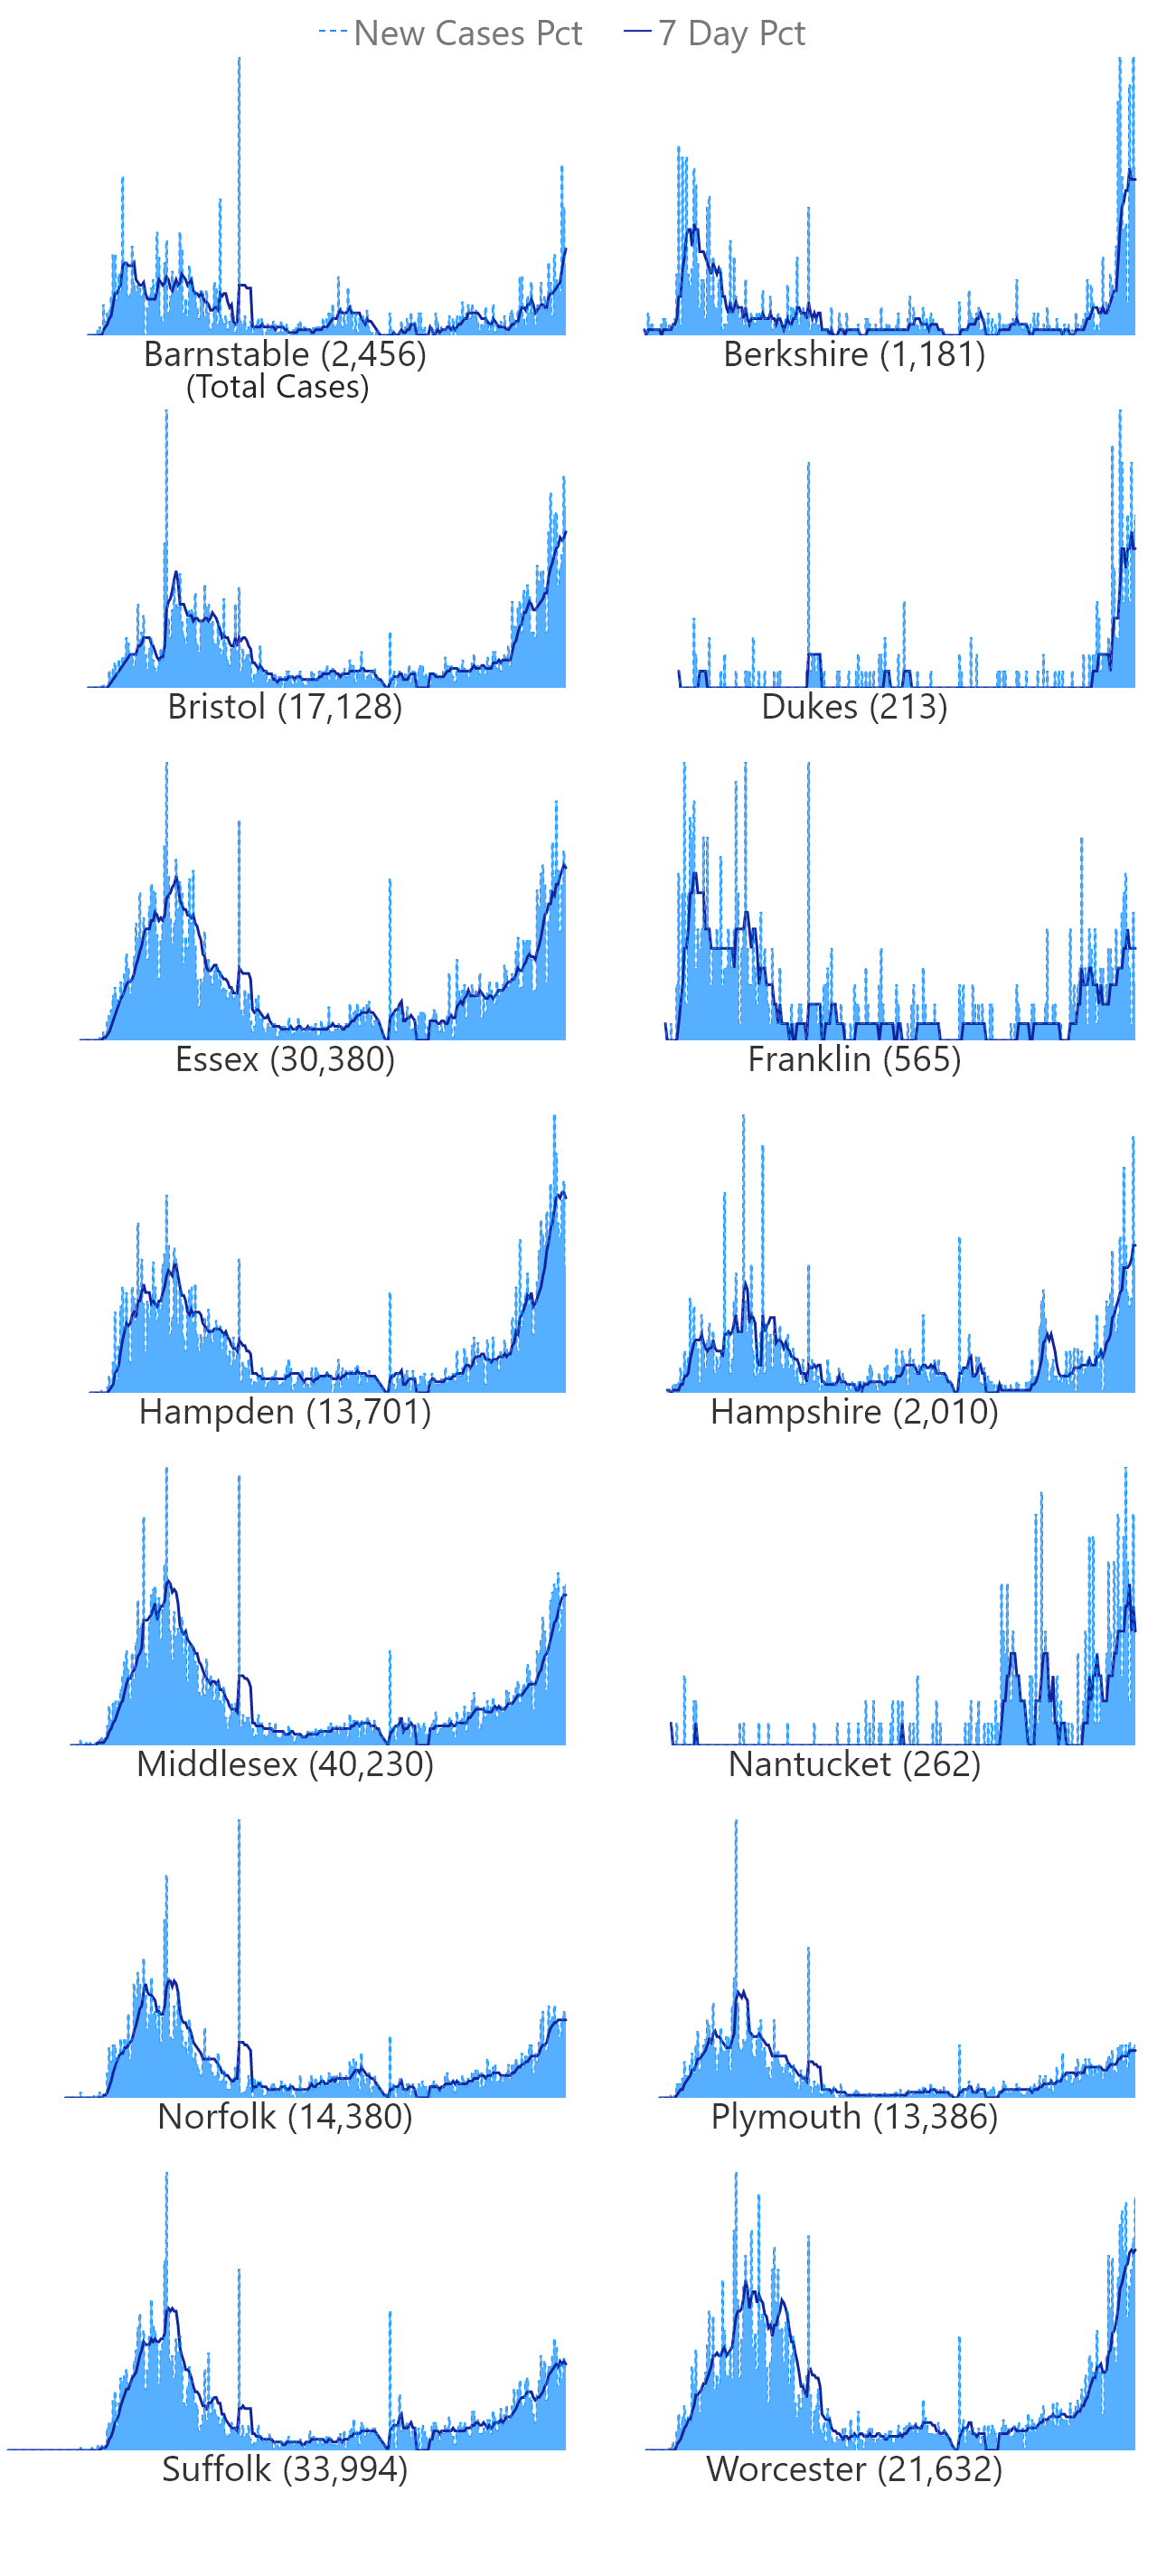 New Cases Pct 7 Day Pct
Barnstable (2,456) Berkshire (1,181)
(Total Cases)
Bristol (17,128) Dukes (213)
Essex (30,380) Franklin (565)
Hampden (13,701) Hampshire (2,010)
Middlesex (40,230) Nantucket (262)
Norfolk (14,380) Plymouth (13,386)
Suffolk (33,994) Worcester (21,632)